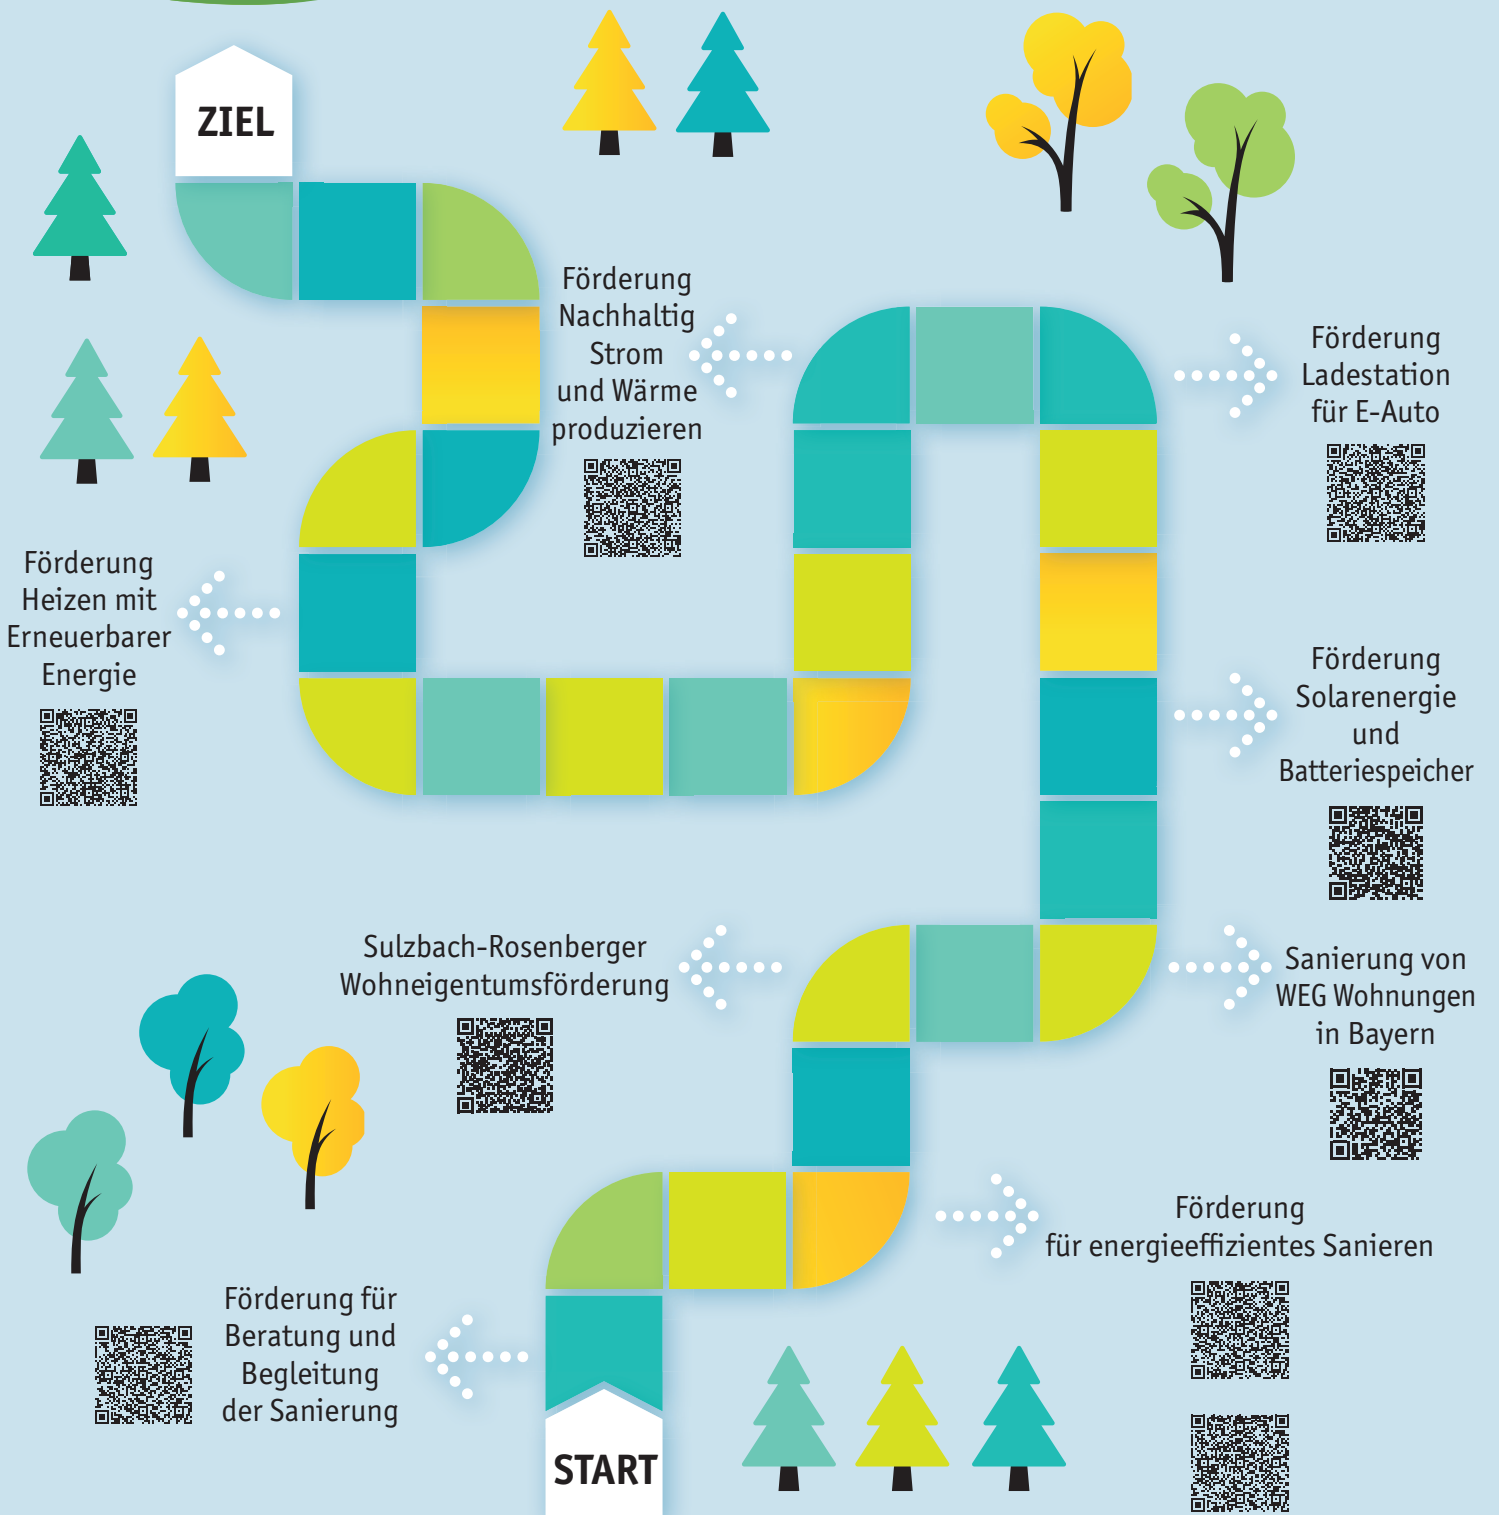 ZIEL
Förderung
Nachhaltig
Strom
und Wärme
produzieren
Förderung
Ladestation
für E-Auto
Förderung
Heizen mit
Erneuerbarer
Energie
Förderung
Solarenergie
und
Batteriespeicher
Sulzbach-Rosenberger
Wohneigentumsförderung
Sanierung von
WEG Wohnungen
in Bayern
Förderung
für energieeffizientes Sanieren
Förderung für
Beratung und
Begleitung
der Sanierung
START